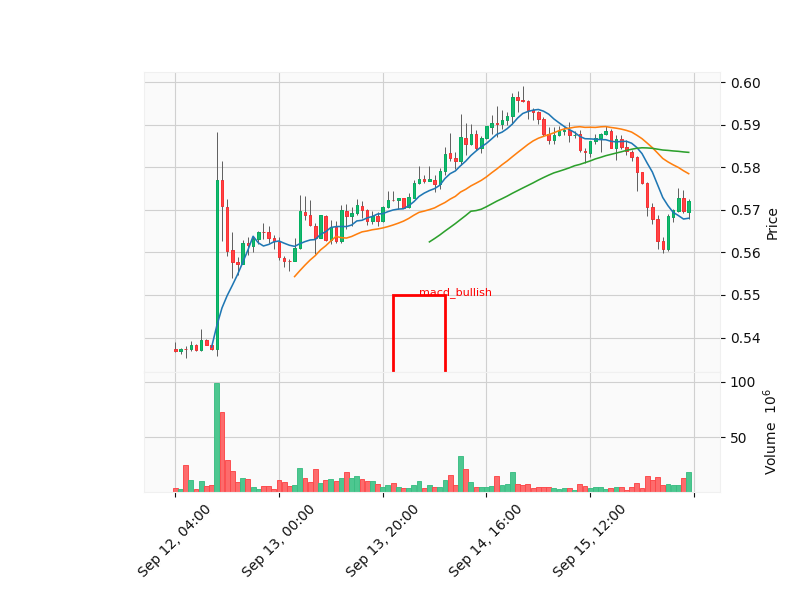 0.60
0.59
0.58
0.57
0.56
0.55
0.54
Price
macd_bullish
100
50
Volume 10^6
Sep 12, 04:00
Sep 13, 00:00
Sep 13, 20:00
Sep 14, 16:00
Sep 15, 12:00